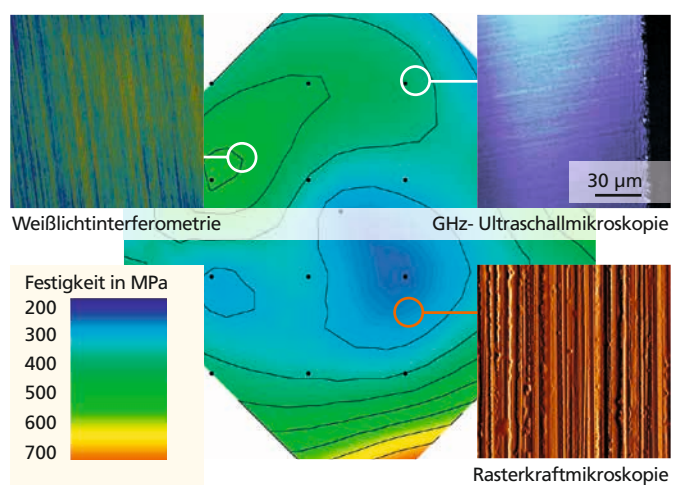 30 µm
Weißlichtinterferometrie
GHz- Ultraschallmikroskopie
Festigkeit in MPa
200
300
400
500
600
700
Rasterkraftmikroskopie